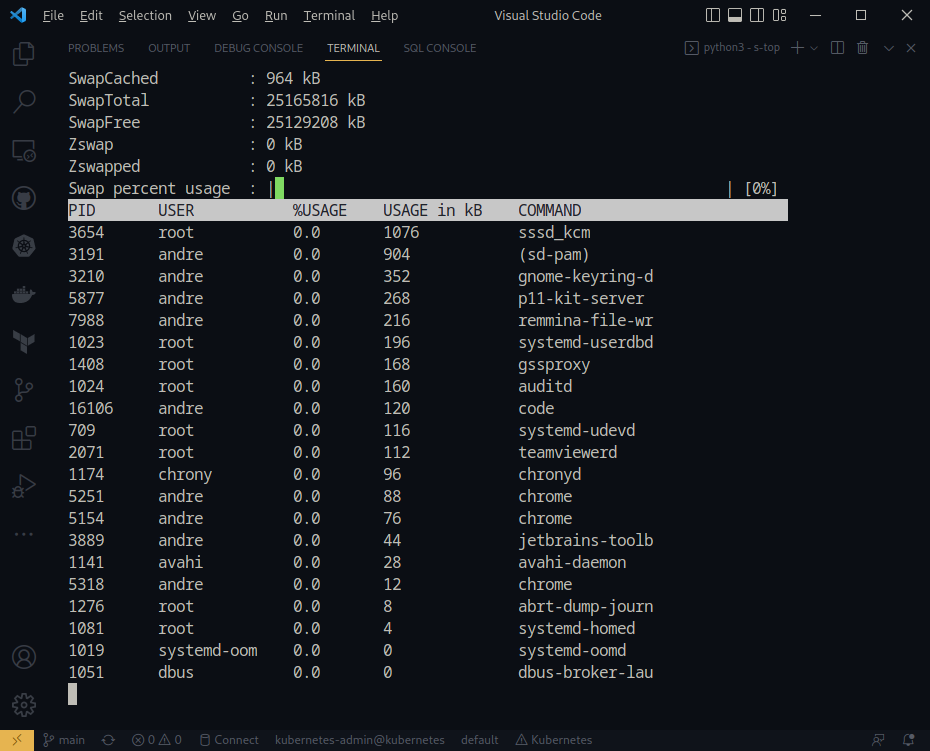 File Edit Selection View Go Run Terminal Help Visual Studio Code
PROBLEMS OUTPUT DEBUG CONSOLE TERMINAL SQL CONSOLE python3 - s-top
SwapCached : 964 kB
SwapTotal : 25165816 kB
SwapFree : 25129208 kB
Zswap : 0 kB
Zswapped : 0 kB
Swap percent usage : | | [0%]
PID USER %USAGE USAGE in kB COMMAND
3654 root 0.0 1076 sssd_kcm
3191 andre 0.0 904 (sd-pam)
3210 andre 0.0 352 gnome-keyring-d
5877 andre 0.0 268 p11-kit-server
7988 andre 0.0 216 remmina-file-wr
1023 root 0.0 196 systemd-userdbd
1408 root 0.0 168 gssproxy
1024 root 0.0 160 auditd
16106 andre 0.0 120 code
709 root 0.0 116 systemd-udevd
2071 root 0.0 112 teamviewerd
1174 chrony 0.0 96 chronyd
5251 andre 0.0 88 chrome
5154 andre 0.0 76 chrome
3889 andre 0.0 44 jetbrains-toolb
1141 avahi 0.0 28 avahi-daemon
5318 andre 0.0 12 chrome
1276 root 0.0 8 abrt-dump-journ
1081 root 0.0 4 systemd-homed
1019 systemd-oom 0.0 0 systemd-oomd
1051 dbus 0.0 0 dbus-broker-lau
main 0 0 Connect kubernetes-admin@kubernetes default Kubernetes